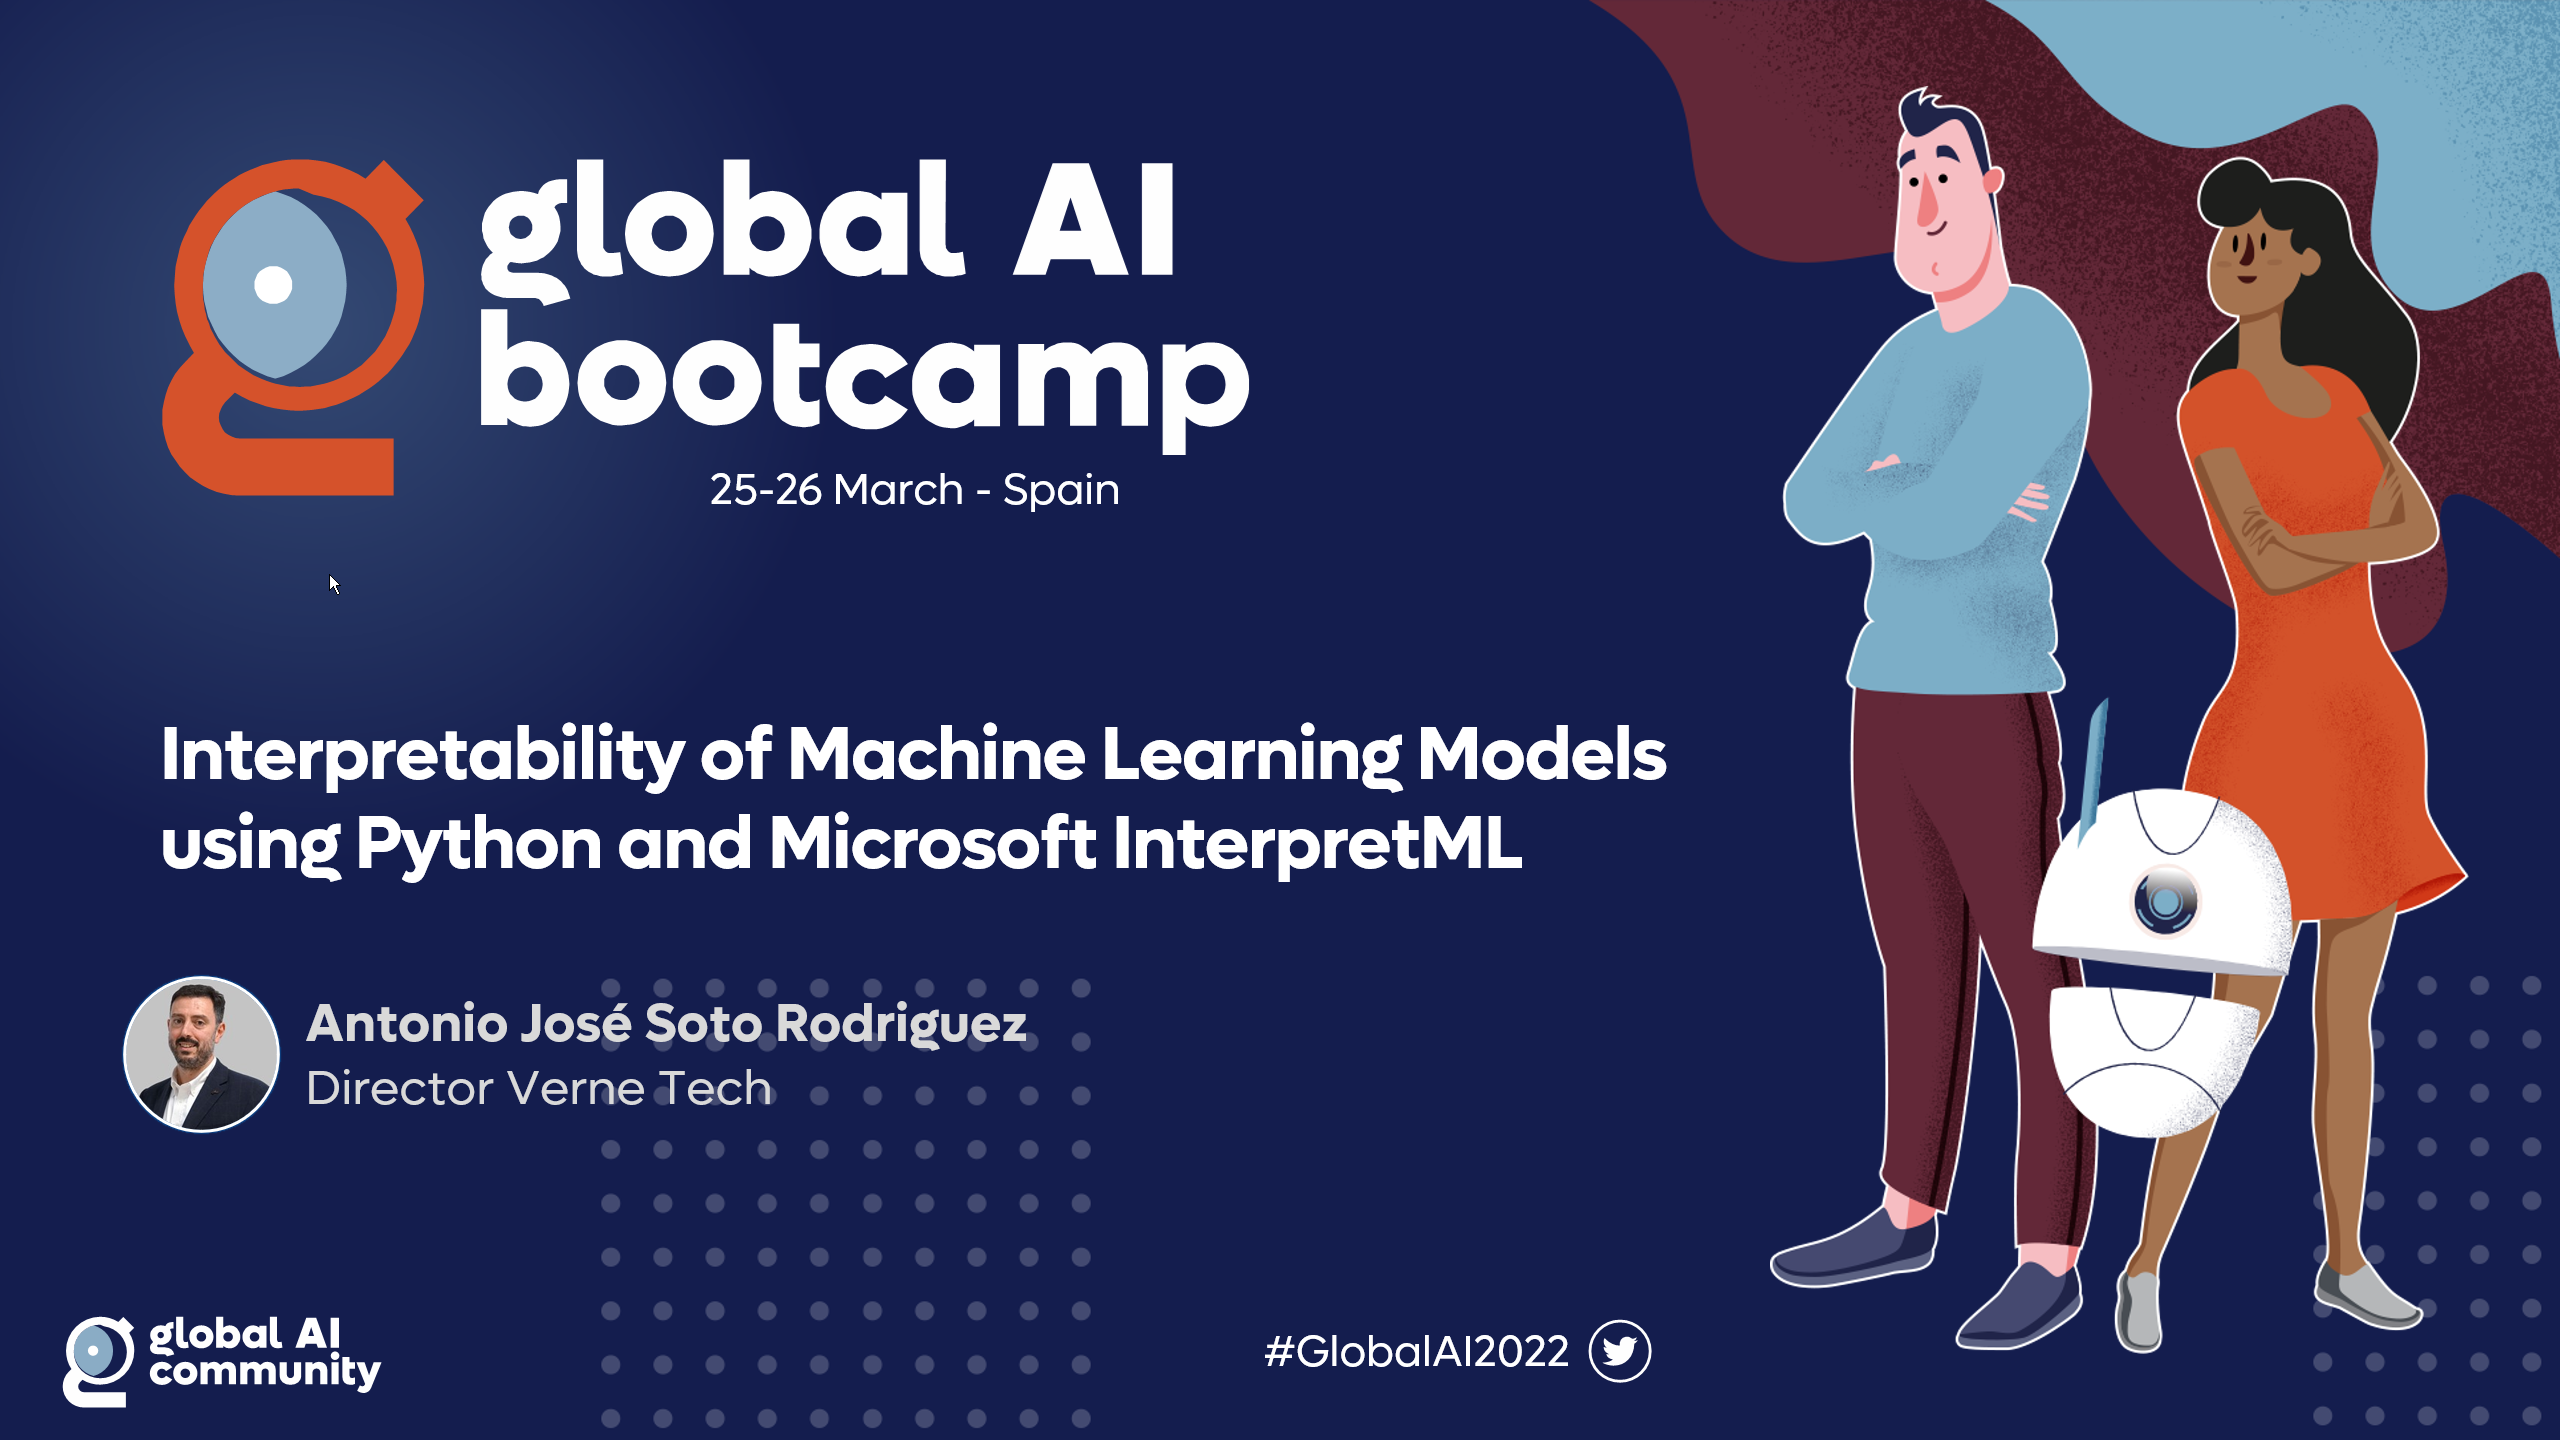 global AI
bootcamp
25-26 March - Spain
Interpretability of Machine Learning Models
using Python and Microsoft InterpretML
Antonio José Soto Rodriguez
Director Verne Tech
global AI
community
#GlobalAI2022